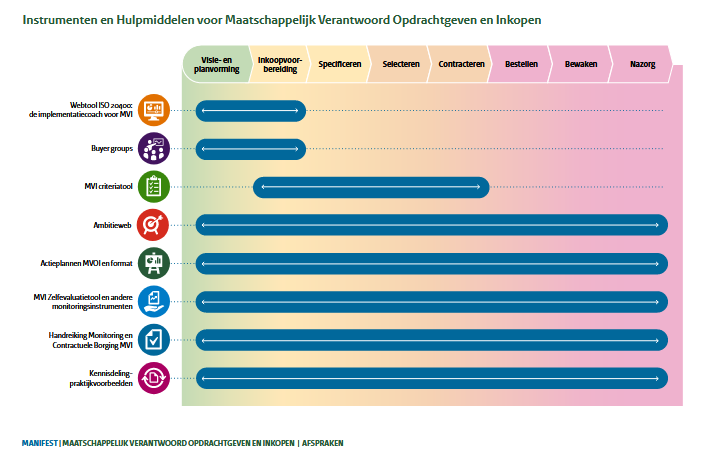 Instrumenten en Hulpmiddelen voor Maatschappelijk Verantwoord Opdrachtgeven en Inkopen
Visie- en
planvorming
Inkoopvoor-
bereiding
Specificeren
Selecteren
Contracteren
Bestellen
Bewaken
Nazorg
Webtool ISO 20400:
de implementatiecoach voor MVI
Buyer groups
MVI criteriatool
Ambitieweb
Actieplannen MVOI en format
MVI Zelfevaluatietool en andere
monitoringsinstrumenten
Handreiking Monitoring en
Contractuele Borging MVI
Kennisdeling-
praktijkvoorbeelden
MANIFEST | MAATSCHAPPELIJK VERANTWOORD OPDRACHTGEVEN EN INKOPEN | AFSPRAKEN